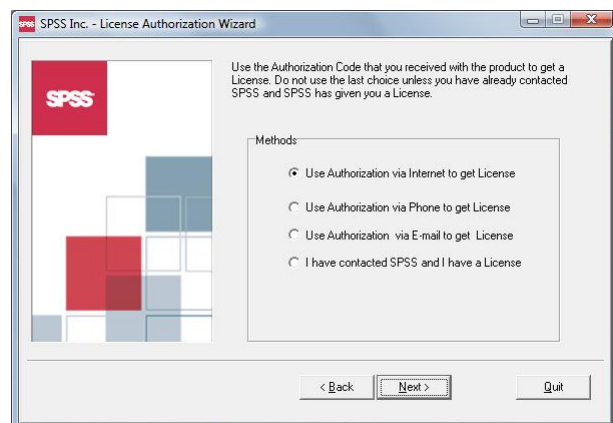 SPSS SPSS Inc. - License Authorization Wizard
Use the Authorization Code that you received with the product to get a
License. Do not use the last choice unless you have already contacted
SPSS and SPSS has given you a License.
SPSS
Methods
Use Authorization via Internet to get License
Use Authorization via Phone to get License
Use Authorization via E-mail to get License
I have contacted SPSS and I have a License
< Back Next > Quit